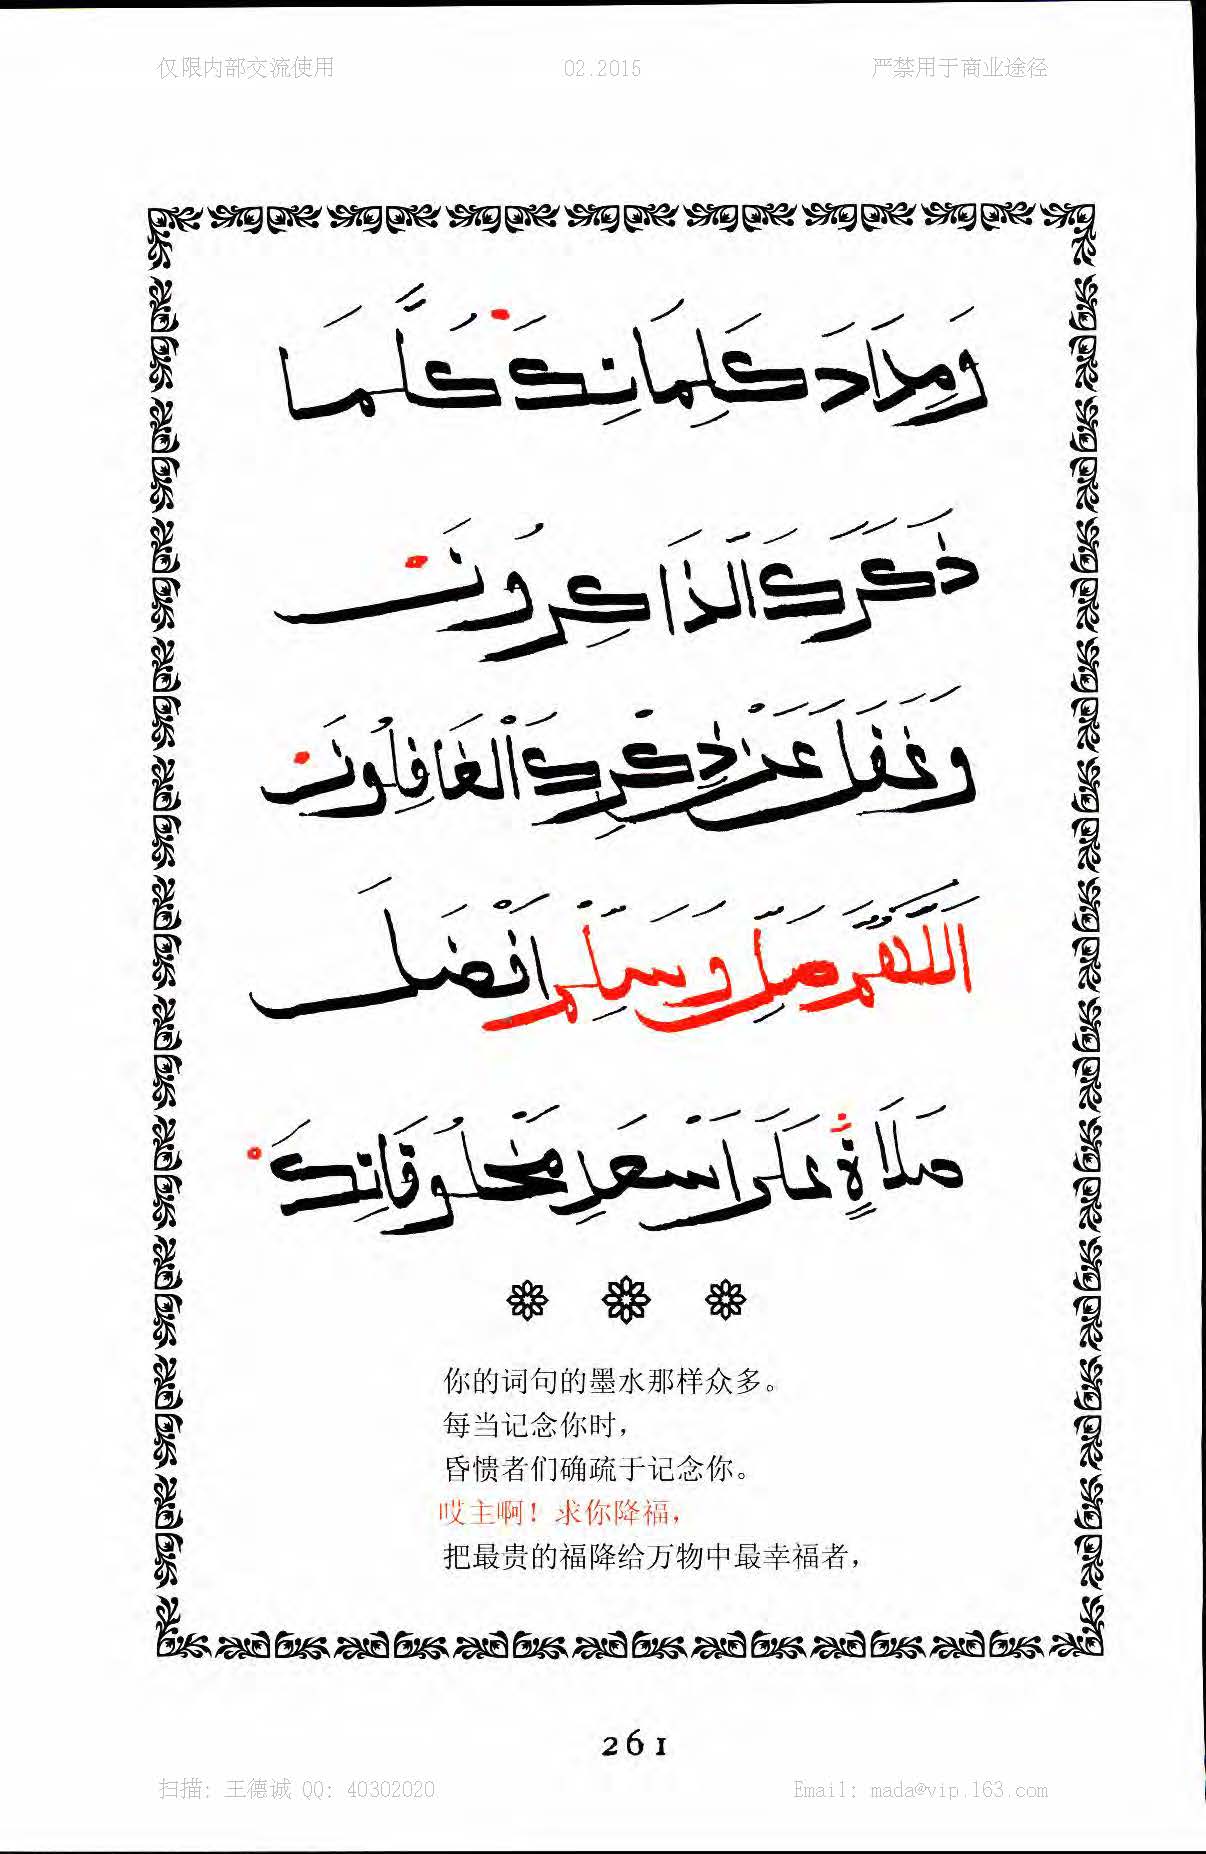 仅限内部交流使用 02.2015 严禁用于商业途径
وَمِدَادَ كَلِمَاتِكَ كُلَّمَا
ذَكَرَكَ الذَّاكِرُونَ
وَغَفَلَ عَنْ ذِكْرِكَ الْغَافِلُونَ
اَللَّهُمَّ صَلِّ وَسَلِّمْ اَفْضَلَ
صَلَاةٍ عَلَى اَسْعَدِ مَخْلُوقَاتِكَ
你的词句的墨水那样众多。
每当记念你时，
昏愦者们确疏于记念你。
哎主啊！求你降福，
把最贵的福降给万物中最幸福者，
261
扫描: 王德诚 QQ: 40302020 Email: mada@vip.163.com